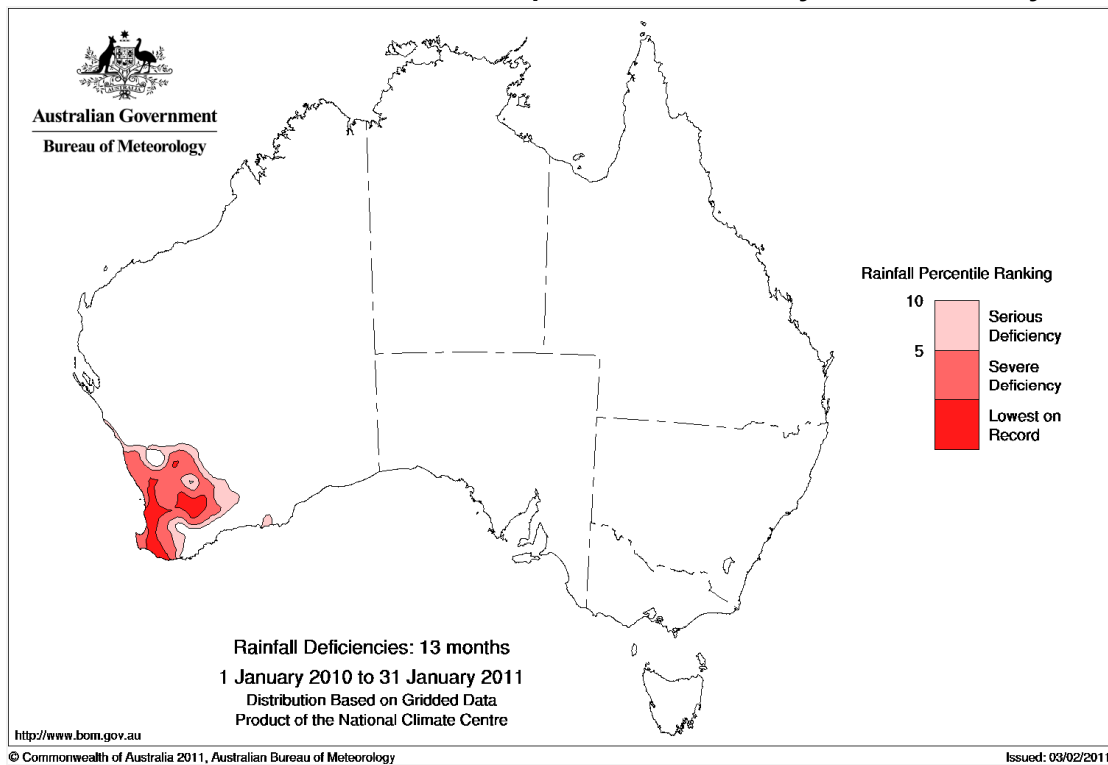 Australian Government
Bureau of Meteorology
Rainfall Percentile Ranking
10
Serious
Deficiency
5
Severe
Deficiency
Lowest on
Record
Rainfall Deficiencies: 13 months
1 January 2010 to 31 January 2011
Distribution Based on Gridded Data
Product of the National Climate Centre
http://www.bom.gov.au
© Commonwealth of Australia 2011, Australian Bureau of Meteorology
Issued: 03/02/2011